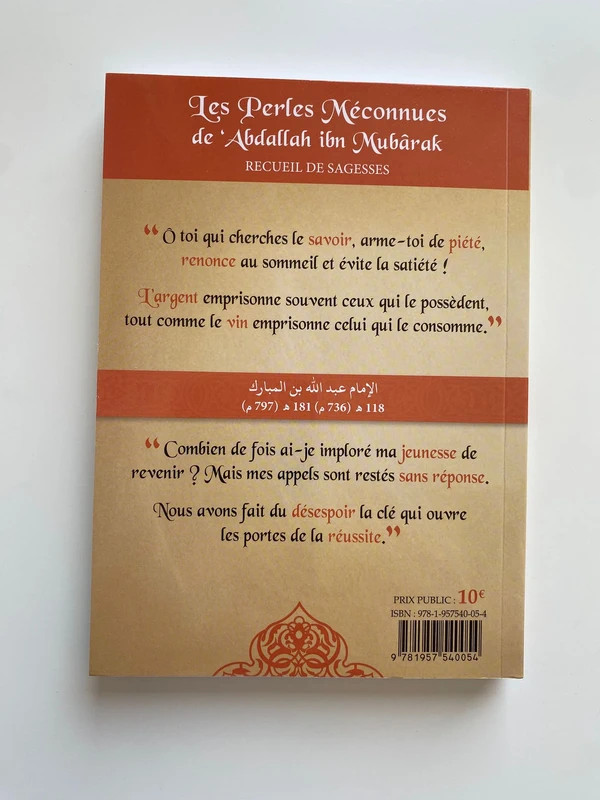 Les Perles Méconnues
de ‘Abdallah ibn Mubârak
RECUEIL DE SAGESSES
“ Ô toi qui cherches le savoir, arme-toi de piété,
renonce au sommeil et évite la satiété !
L'argent emprisonne souvent ceux qui le possèdent,
tout comme le vin emprisonne celui qui le consomme.”
الإمام عبد الله بن المبارك
118 هـ (736 م) 181 هـ (797 م)
“ Combien de fois ai-je imploré ma jeunesse de
revenir ? Mais mes appels sont restés sans réponse.
Nous avons fait du désespoir la clé qui ouvre
les portes de la réussite.”
PRIX PUBLIC : 10€
ISBN : 978-1-957540-05-4
9 781957 540054